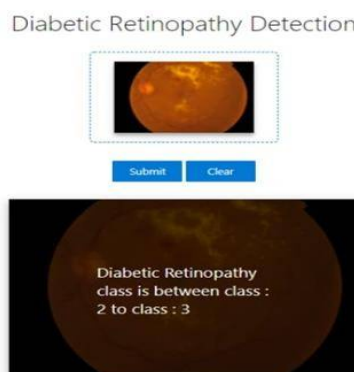 Diabetic Retinopathy Detection
Submit Clear
Diabetic Retinopathy
class is between class :
2 to class : 3